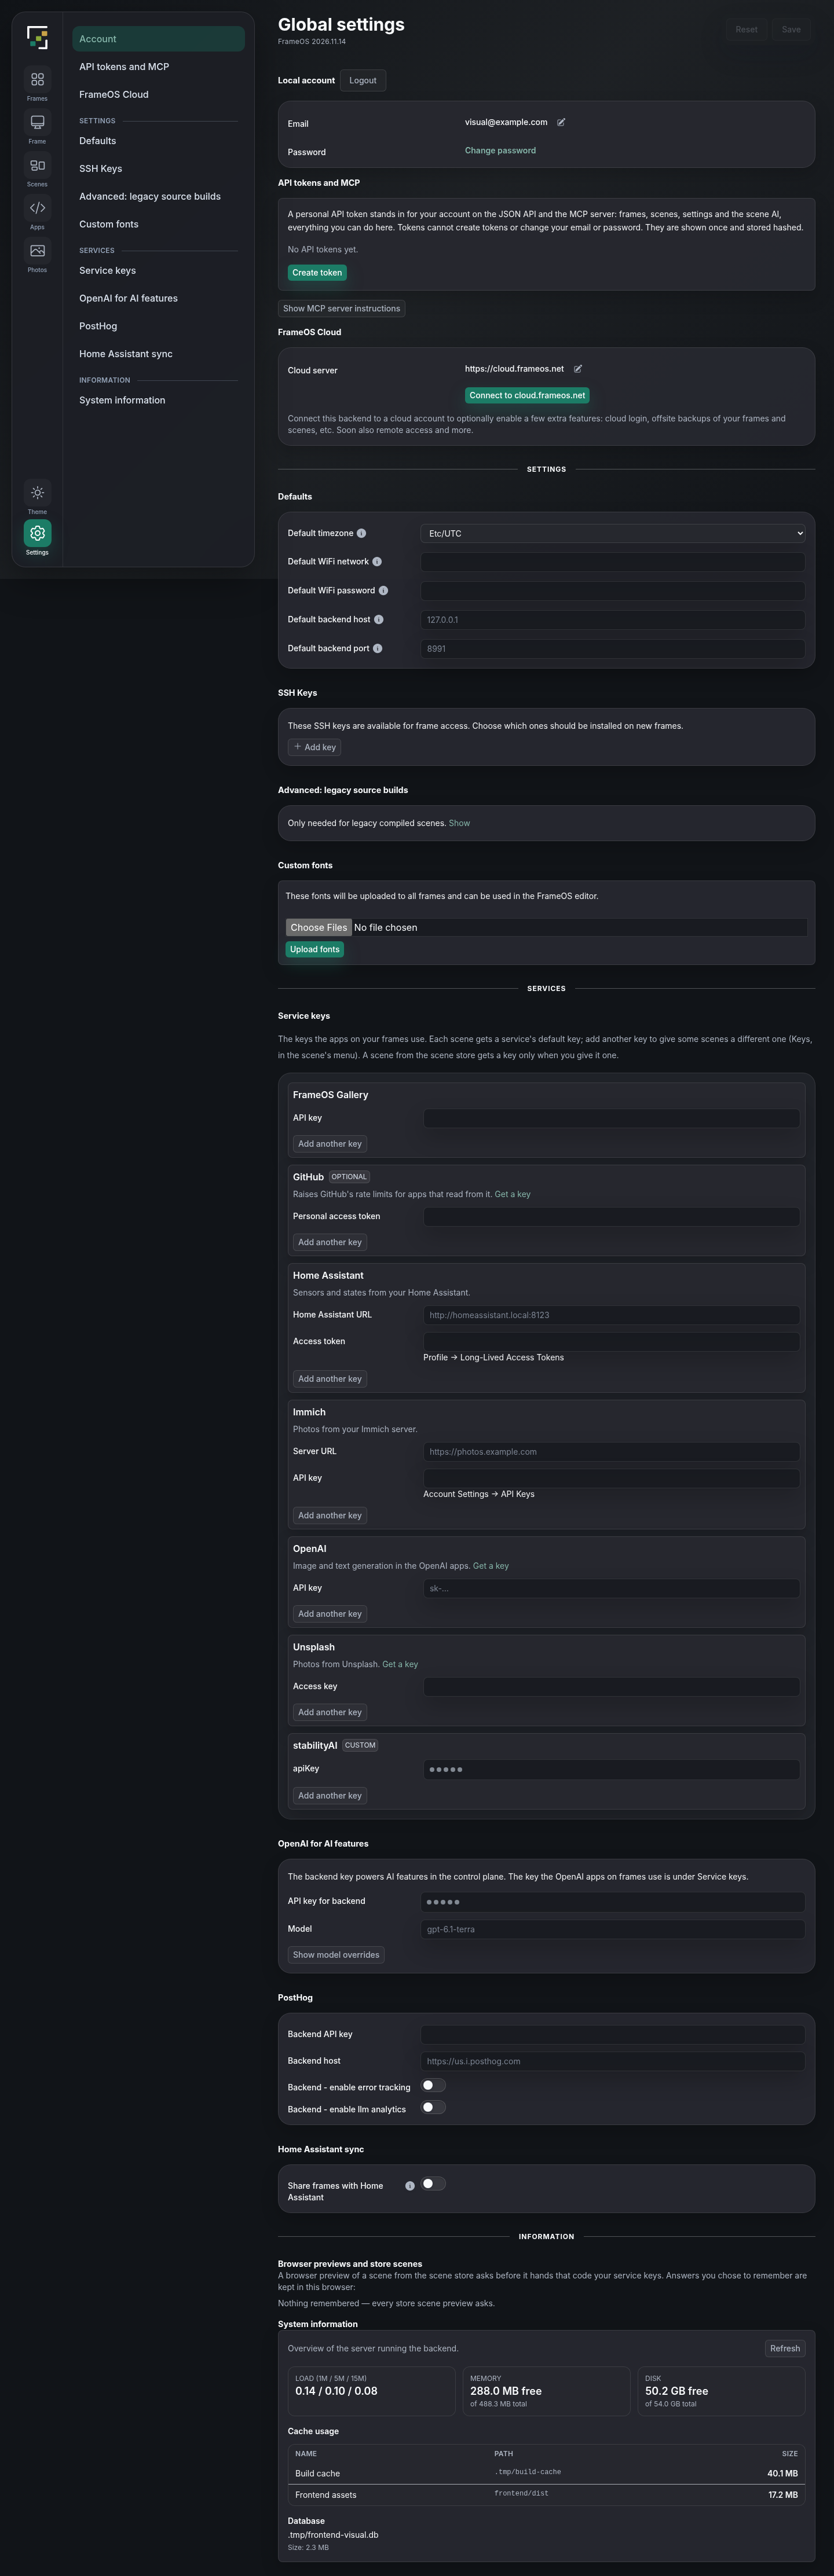 Account
API tokens and MCP
FrameOS Cloud
SETTINGS
Defaults
SSH Keys
Advanced: legacy source builds
Custom fonts
SERVICES
Service keys
OpenAI for AI features
PostHog
Home Assistant sync
INFORMATION
System information
Frames
Frame
Scenes
Apps
Photos
Theme
Settings
Global settings
FrameOS 2026.11.14
Reset
Save
Local account
Logout
Email
visual@example.com
Password
Change password
API tokens and MCP
A personal API token stands in for your account on the JSON API and the MCP server: frames, scenes, settings and the scene AI,
everything you can do here. Tokens cannot create tokens or change your email or password. They are shown once and stored hashed.
No API tokens yet.
Create token
Show MCP server instructions
FrameOS Cloud
Cloud server
https://cloud.frameos.net
Connect to cloud.frameos.net
Connect this backend to a cloud account to optionally enable a few extra features: cloud login, offsite backups of your frames and
scenes, etc. Soon also remote access and more.
SETTINGS
Defaults
Default timezone
Etc/UTC
Default WiFi network
Default WiFi password
Default backend host
127.0.0.1
Default backend port
8991
SSH Keys
These SSH keys are available for frame access. Choose which ones should be installed on new frames.
+ Add key
Advanced: legacy source builds
Only needed for legacy compiled scenes. Show
Custom fonts
These fonts will be uploaded to all frames and can be used in the FrameOS editor.
Choose Files No file chosen
Upload fonts
SERVICES
Service keys
The keys the apps on your frames use. Each scene gets a service's default key; add another key to give some scenes a different one (Keys,
in the scene's menu). A scene from the scene store gets a key only when you give it one.
FrameOS Gallery
API key
Add another key
GitHub OPTIONAL
Raises GitHub's rate limits for apps that read from it. Get a key
Personal access token
Add another key
Home Assistant
Sensors and states from your Home Assistant.
Home Assistant URL
http://homeassistant.local:8123
Access token
Profile → Long-Lived Access Tokens
Add another key
Immich
Photos from your Immich server.
Server URL
https://photos.example.com
API key
Account Settings → API Keys
Add another key
OpenAI
Image and text generation in the OpenAI apps. Get a key
API key
sk-...
Add another key
Unsplash
Photos from Unsplash. Get a key
Access key
Add another key
stabilityAI CUSTOM
apiKey
●●●●●
Add another key
OpenAI for AI features
The backend key powers AI features in the control plane. The key the OpenAI apps on frames use is under Service keys.
API key for backend
●●●●●
Model
gpt-6.1-terra
Show model overrides
PostHog
Backend API key
Backend host
https://us.i.posthog.com
Backend - enable error tracking
Backend - enable llm analytics
Home Assistant sync
Share frames with Home
Assistant
INFORMATION
Browser previews and store scenes
A browser preview of a scene from the scene store asks before it hands that code your service keys. Answers you chose to remember are
kept in this browser:
Nothing remembered — every store scene preview asks.
System information
Overview of the server running the backend.
Refresh
LOAD (1M / 5M / 15M)
0.14 / 0.10 / 0.08
MEMORY
288.0 MB free
of 488.3 MB total
DISK
50.2 GB free
of 54.0 GB total
Cache usage
NAME PATH SIZE
Build cache .tmp/build-cache 40.1 MB
Frontend assets frontend/dist 17.2 MB
Database
.tmp/frontend-visual.db
Size: 2.3 MB